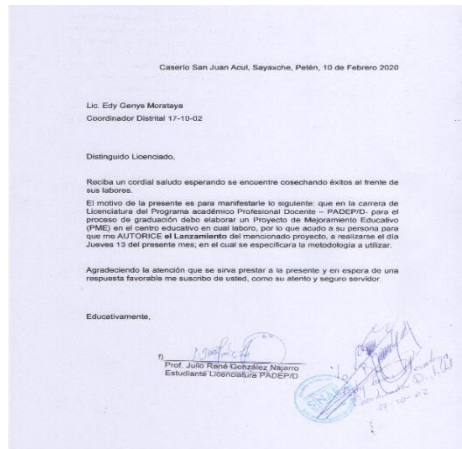 Caserío San Juan Acul, Sayaxche, Petén, 10 de Febrero 2020
Lic. Edy Genys Morataya
Coordinador Distrital 17-10-02
Distinguido Licenciado,
Reciba un cordial saludo esperando se encuentre cosechando éxitos al frente de
sus labores.
El motivo de la presente es para manifestarle lo siguiente: que en la carrera de
Licenciatura del Programa académico Profesional Docente – PADEP/D- para el
proceso de graduación debo elaborar un Proyecto de Mejoramiento Educativo
(PME) en el centro educativo en cual laboro, por lo que acudo a su persona para
que me AUTORICE el Lanzamiento del mencionado proyecto, a realizarse el día
Jueves 13 del presente mes; en el cual se especificara la metodología a utilizar.
Agradeciendo la atención que se sirva prestar a la presente y en espera de una
respuesta favorable me suscribo de usted, como su atento y seguro servidor.
Educativamente,
f)
Prof. Julio René González Najarro
Estudiante Licenciatura PADEP/D
17-10-02